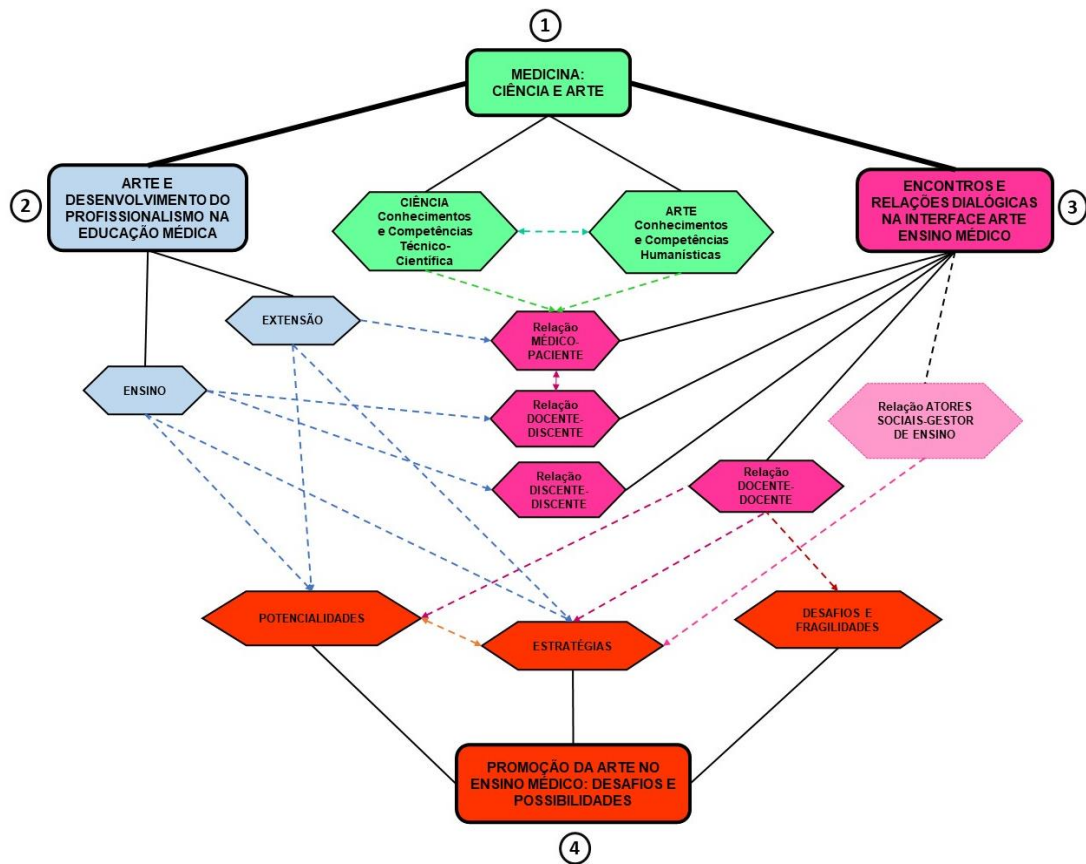 1
MEDICINA:
CIÊNCIA E ARTE
2
ARTE E
DESENVOLVIMENTO DO
PROFISSIONALISMO NA
EDUCAÇÃO MÉDICA
CIÊNCIA
Conhecimentos
e Competências
Técnico-
Científica
ARTE
Conhecimentos
e Competências
Humanísticas
ENCONTROS E
RELAÇÕES DIALÓGICAS
NA INTERFACE ARTE
ENSINO MÉDICO
3
EXTENSÃO
Relação
MÉDICO-
PACIENTE
ENSINO
Relação
DOCENTE-
DISCENTE
Relação ATORES
SOCIAIS-GESTOR
DE ENSINO
Relação
DISCENTE-
DISCENTE
Relação
DOCENTE-
DOCENTE
POTENCIALIDADES
ESTRATÉGIAS
DESAFIOS E
FRAGILIDADES
PROMOÇÃO DA ARTE NO
ENSINO MÉDICO: DESAFIOS E
POSSIBILIDADES
4